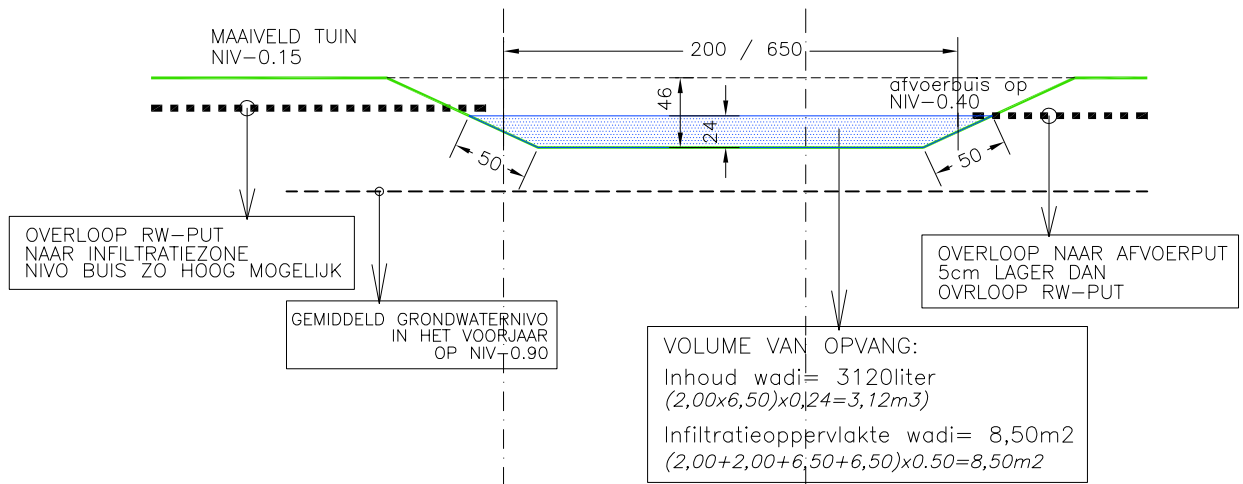 MAAIVELD TUIN
NIV-0.15
200 / 650
afvoerbuis op
NIV-0.40
46
24
50
50
OVERLOOP RW-PUT
NAAR INFILTRATIEZONE
NIVO BUIS ZO HOOG MOGELIJK
OVERLOOP NAAR AFVOERPUT
5cm LAGER DAN
OVRLOOP RW-PUT
GEMIDDELD GRONDWATERNIVO
IN HET VOORJAAR
OP NIV-0.90
VOLUME VAN OPVANG:
Inhoud wadi= 3120liter
(2,00x6,50)x0,24=3,12m3)
Infiltratieoppervlakte wadi= 8,50m2
(2,00+2,00+6,50+6,50)x0.50=8,50m2